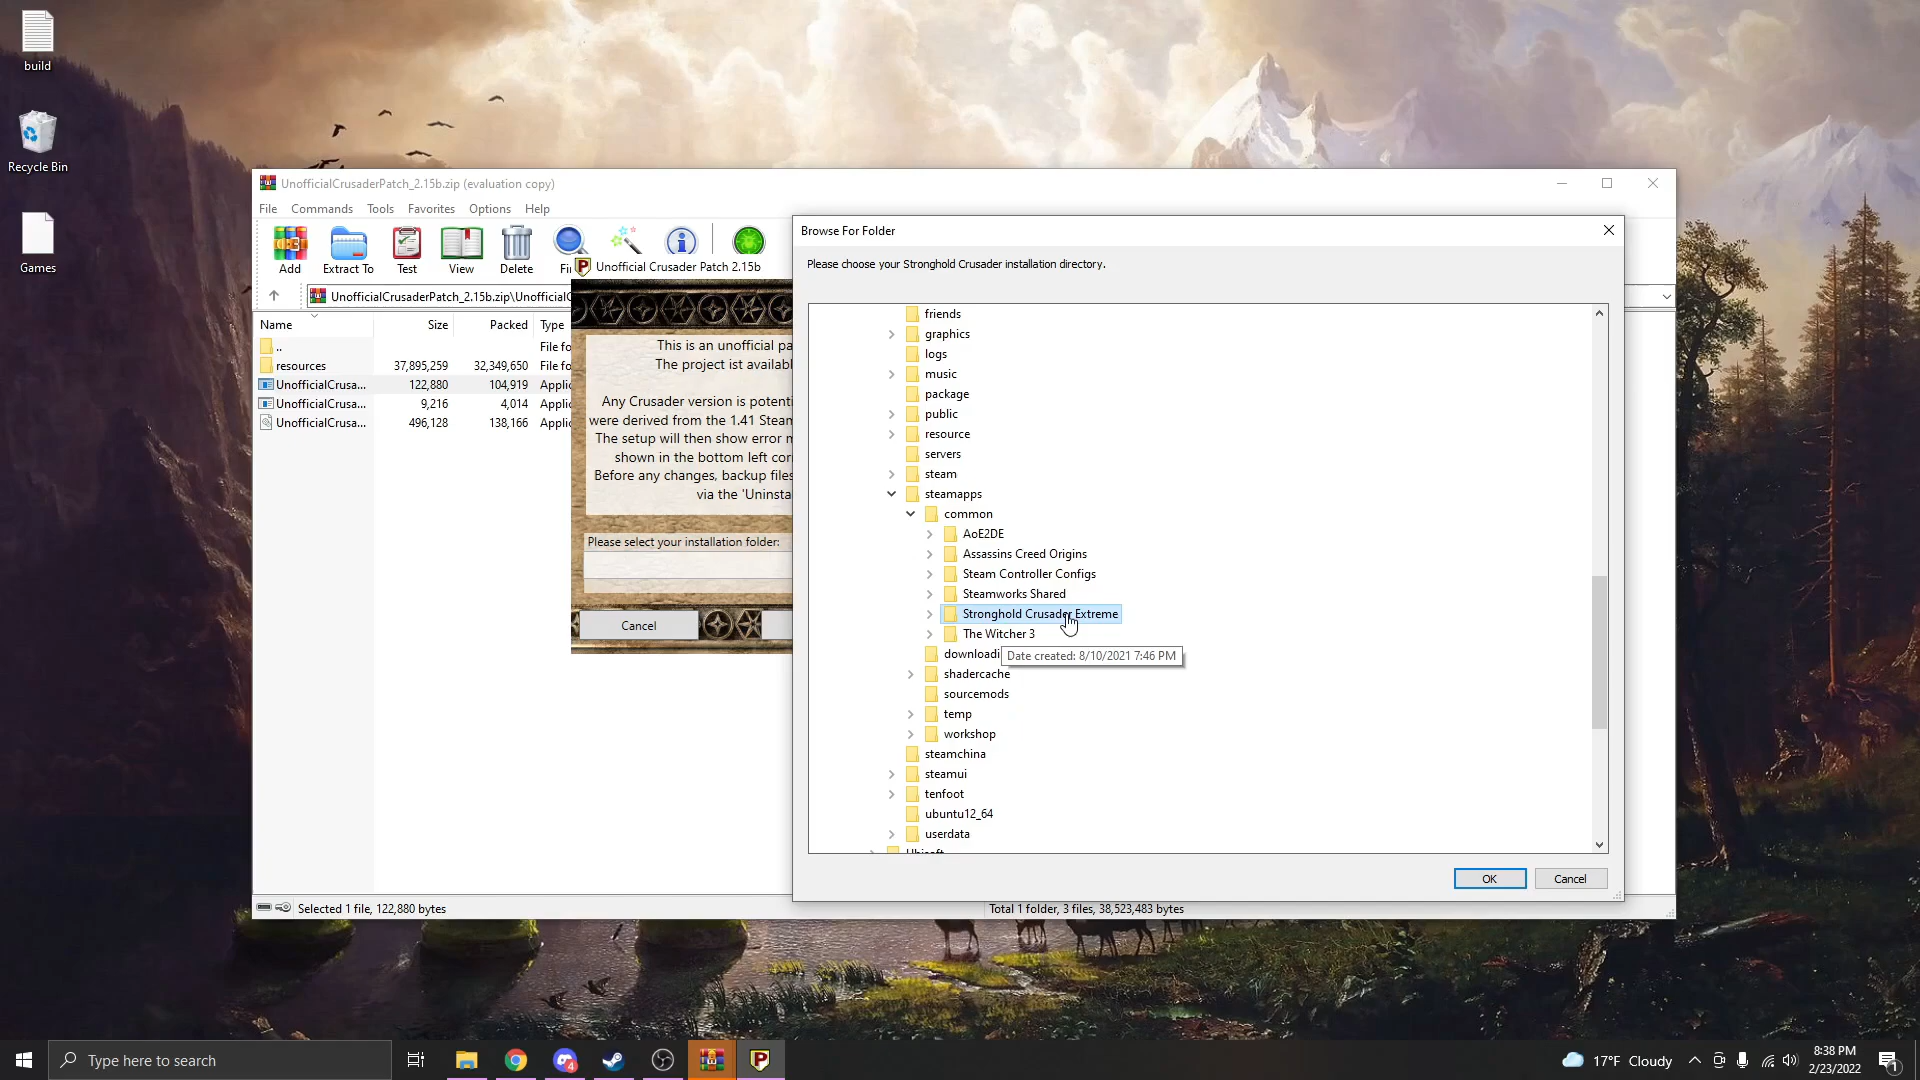 build
Recycle Bin
Games
UnofficialCrusaderPatch_2.15b.zip (evaluation copy)
File Commands Tools Favorites Options Help
Add Extract To Test View Delete Fi
UnofficialCrusaderPatch_2.15b.zip\Unofficial
Name Size Packed Type
.. File fo
resources 37,895,259 32,349,650 File fo
UnofficialCrusa... 122,880 104,919 Applic
UnofficialCrusa... 9,216 4,014 Applic
UnofficialCrusa... 496,128 138,166 Applic
Selected 1 file, 122,880 bytes
Total 1 folder, 3 files, 38,523,483 bytes
Unofficial Crusader Patch 2.15b
This is an unofficial pa
The project ist availabl
Any Crusader version is potenti
were derived from the 1.41 Steam
The setup will then show error m
shown in the bottom left cor
Before any changes, backup files
via the 'Uninsta
Please select your installation folder:
Cancel
Browse For Folder
Please choose your Stronghold Crusader installation directory.
friends
graphics
logs
music
package
public
resource
servers
steam
steamapps
common
AoE2DE
Assassins Creed Origins
Steam Controller Configs
Steamworks Shared
Stronghold Crusader Extreme
The Witcher 3
downloadi
Date created: 8/10/2021 7:46 PM
shadercache
sourcemods
temp
workshop
steamchina
steamui
tenfoot
ubuntu12_64
userdata
OK Cancel
Type here to search
4
17°F Cloudy
8:38 PM
2/23/2022
1